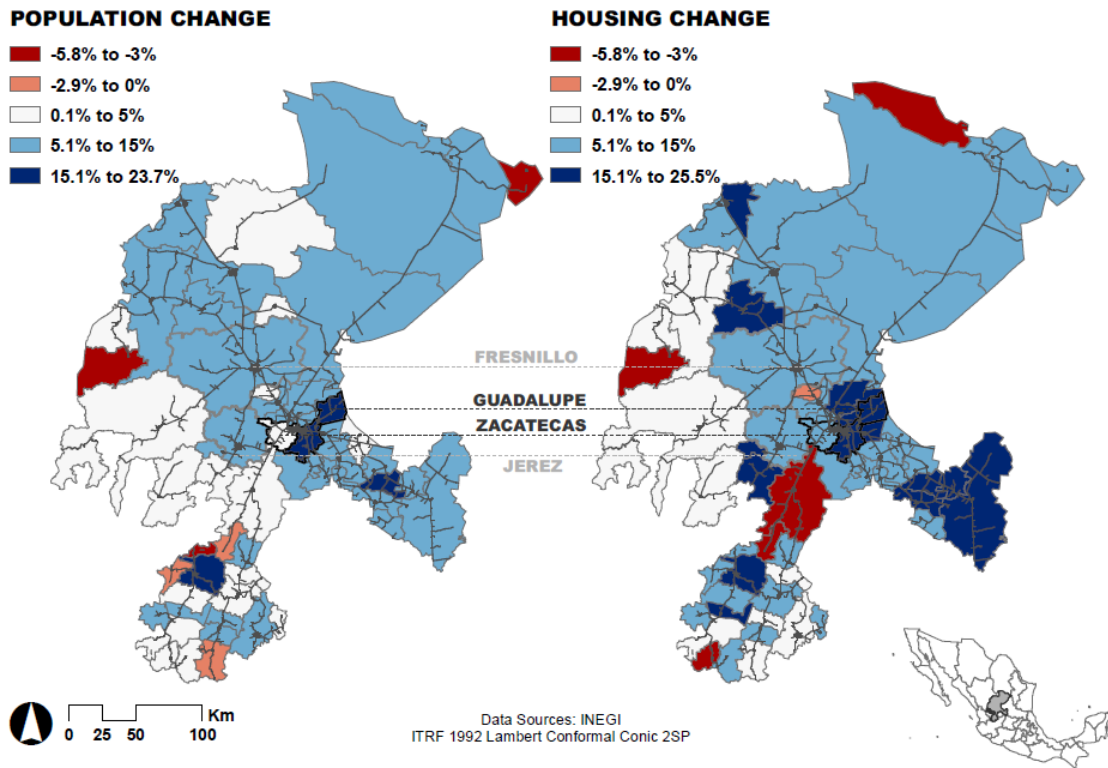 POPULATION CHANGE
-5.8% to -3%
-2.9% to 0%
0.1% to 5%
5.1% to 15%
15.1% to 23.7%
HOUSING CHANGE
-5.8% to -3%
-2.9% to 0%
0.1% to 5%
5.1% to 15%
15.1% to 25.5%
FRESNILLO
GUADALUPE
ZACATECAS
JEREZ
Km
0 25 50 100
Data Sources: INEGI
ITRF 1992 Lambert Conformal Conic 2SP